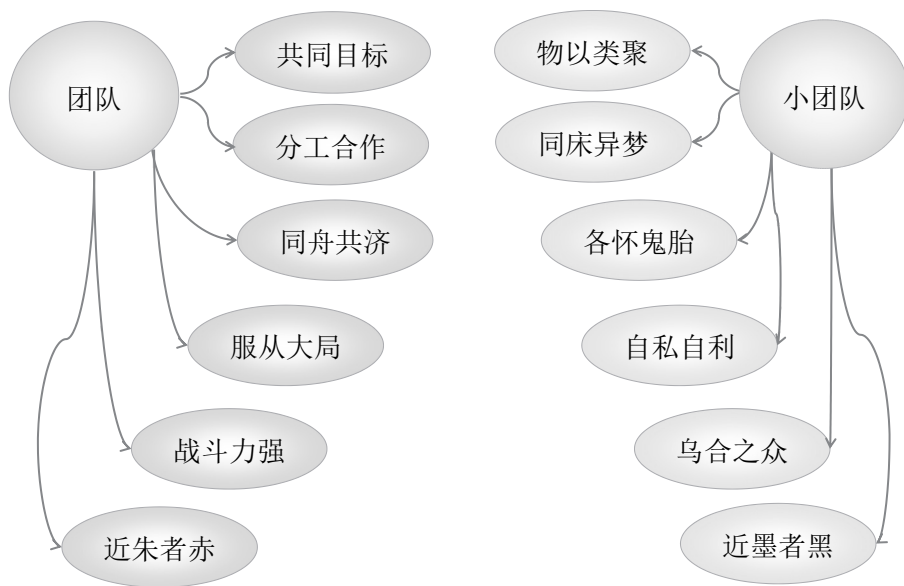 团队
共同目标
分工合作
同舟共济
服从大局
战斗力强
近朱者赤
小团队
物以类聚
同床异梦
各怀鬼胎
自私自利
乌合之众
近墨者黑